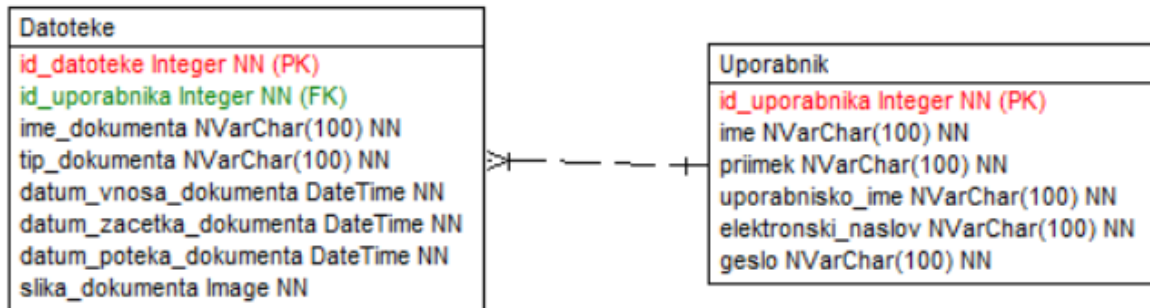 Datoteke
id_datoteke Integer NN (PK)
id_uporabnika Integer NN (FK)
ime_dokumenta NVarChar(100) NN
tip_dokumenta NVarChar(100) NN
datum_vnosa_dokumenta DateTime NN
datum_zacetka_dokumenta DateTime NN
datum_poteka_dokumenta DateTime NN
slika_dokumenta Image NN
Uporabnik
id_uporabnika Integer NN (PK)
ime NVarChar(100) NN
priimek NVarChar(100) NN
uporabnisko_ime NVarChar(100) NN
elektronski_naslov NVarChar(100) NN
geslo NVarChar(100) NN